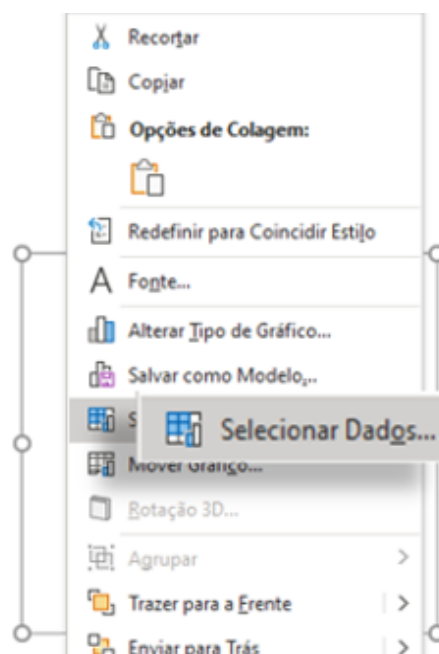 Recortar
Copiar
Opções de Colagem:
Redefinir para Coincidir Estilo
Fonte...
Alterar Tipo de Gráfico...
Salvar como Modelo...
S
Selecionar Dados...
Mover Gráfico...
Rotação 3D...
Agrupar
Trazer para a Frente
Enviar para Trás